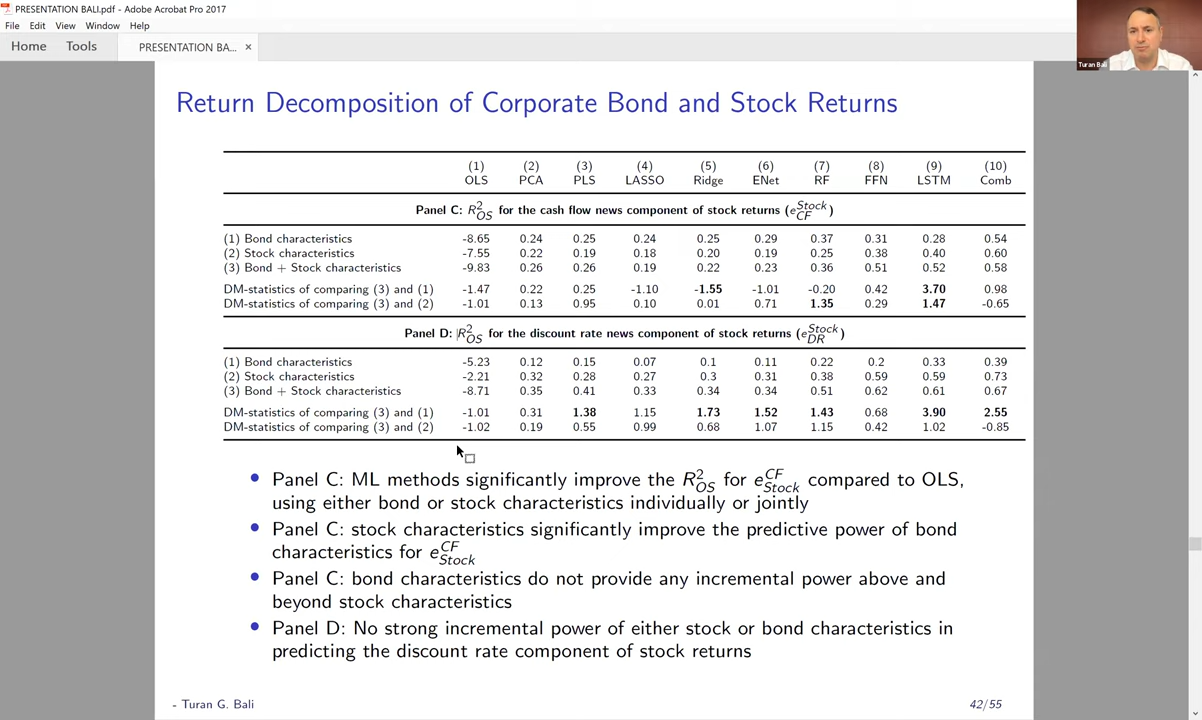 PRESENTATION BALI.pdf - Adobe Acrobat Pro 2017
File Edit View Window Help
Home Tools PRESENTATION BA... ×
Turan Bali
Return Decomposition of Corporate Bond and Stock Returns
(1) (2) (3) (4) (5) (6) (7) (8) (9) (10)
OLS PCA PLS LASSO Ridge ENet RF FFN LSTM Comb
Panel C: R²_OS for the cash flow news component of stock returns (e^Stock_CF)
(1) Bond characteristics -8.65 0.24 0.25 0.24 0.25 0.29 0.37 0.31 0.28 0.54
(2) Stock characteristics -7.55 0.22 0.19 0.18 0.20 0.19 0.25 0.38 0.40 0.60
(3) Bond + Stock characteristics -9.83 0.26 0.26 0.19 0.22 0.23 0.36 0.51 0.52 0.58
DM-statistics of comparing (3) and (1) -1.47 0.22 0.25 -1.10 -1.55 -1.01 -0.20 0.42 3.70 0.98
DM-statistics of comparing (3) and (2) -1.01 0.13 0.95 0.10 0.01 0.71 1.35 0.29 1.47 -0.65
Panel D: R²_OS for the discount rate news component of stock returns (e^Stock_DR)
(1) Bond characteristics -5.23 0.12 0.15 0.07 0.1 0.11 0.22 0.2 0.33 0.39
(2) Stock characteristics -2.21 0.32 0.28 0.27 0.3 0.31 0.38 0.59 0.59 0.73
(3) Bond + Stock characteristics -8.71 0.35 0.41 0.33 0.34 0.34 0.51 0.62 0.61 0.67
DM-statistics of comparing (3) and (1) -1.01 0.31 1.38 1.15 1.73 1.52 1.43 0.68 3.90 2.55
DM-statistics of comparing (3) and (2) -1.02 0.19 0.55 0.99 0.68 1.07 1.15 0.42 1.02 -0.85
• Panel C: ML methods significantly improve the R²_OS for e^CF_Stock compared to OLS,
using either bond or stock characteristics individually or jointly
• Panel C: stock characteristics significantly improve the predictive power of bond
characteristics for e^CF_Stock
• Panel C: bond characteristics do not provide any incremental power above and
beyond stock characteristics
• Panel D: No strong incremental power of either stock or bond characteristics in
predicting the discount rate component of stock returns
- Turan G. Bali 42/55